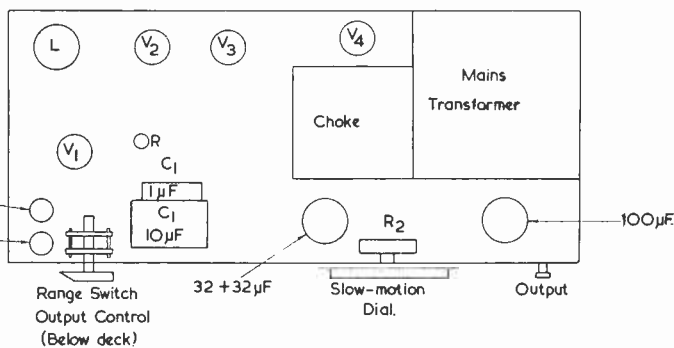 L
V2
V3
V4
Mains
Transformer
Choke
V1
R
C1
1μF
C1
10μF
R2
100μF.
32 + 32μF
Range Switch
Output Control
(Below deck)
Slow-motion
Dial.
Output